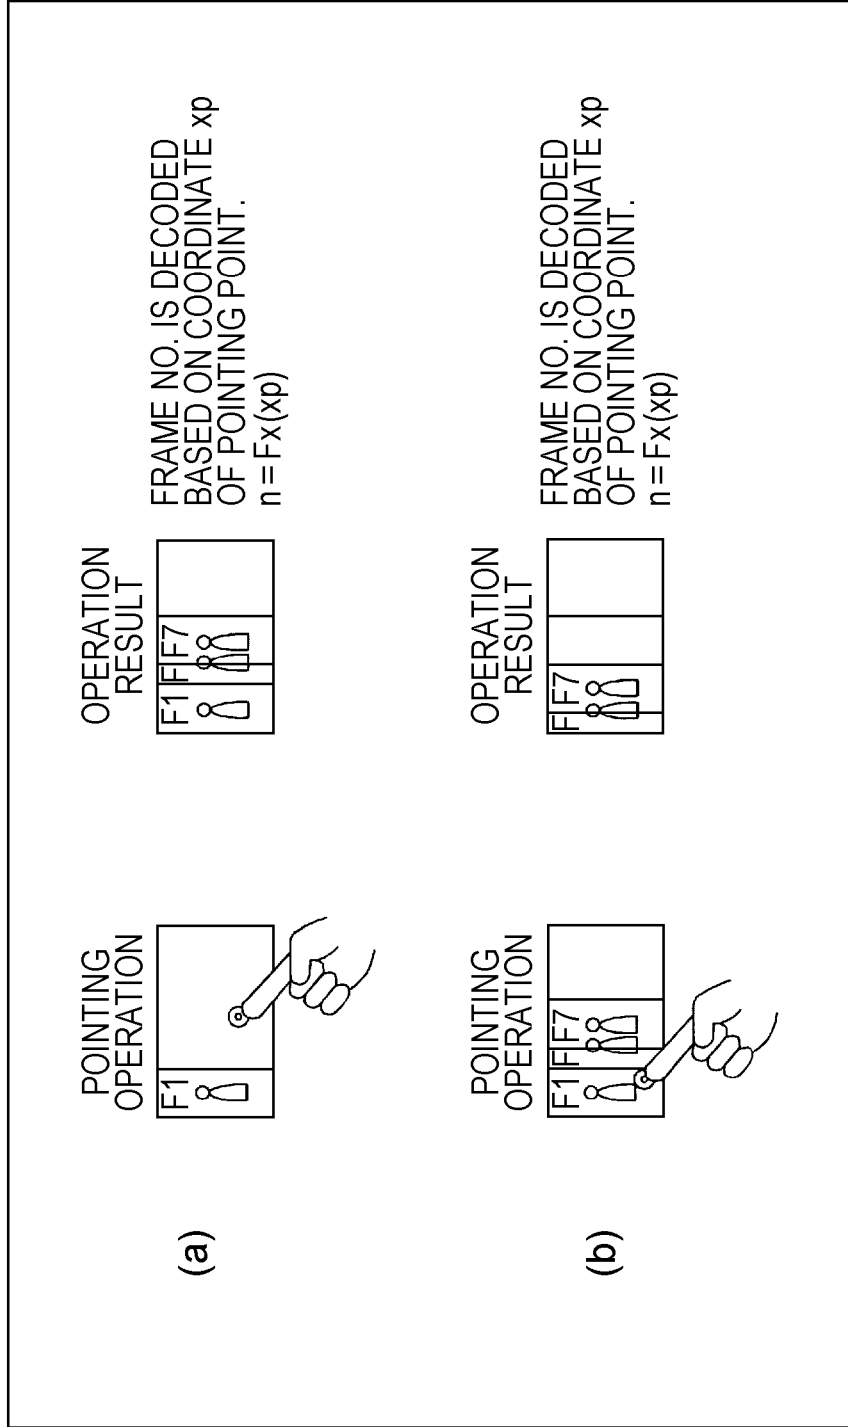 (a)
POINTING
OPERATION
F1
OPERATION
RESULT
F1 F F7
FRAME NO. IS DECODED
BASED ON COORDINATE xp
OF POINTING POINT.
n = Fx(xp)
(b)
POINTING
OPERATION
F1 F F7
OPERATION
RESULT
F F7
FRAME NO. IS DECODED
BASED ON COORDINATE xp
OF POINTING POINT.
n = Fx(xp)